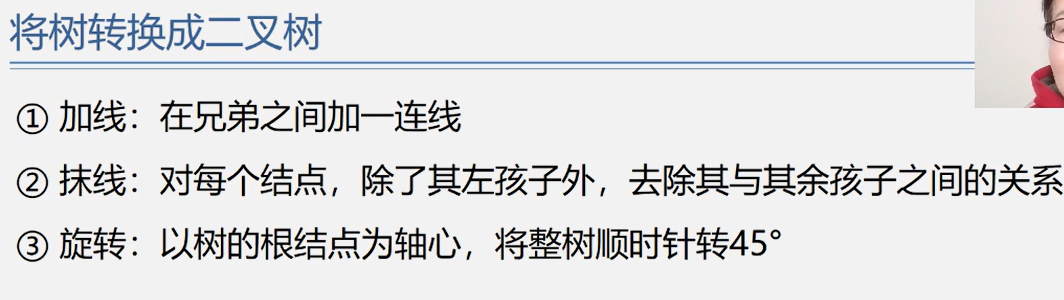 将树转换成二叉树
① 加线：在兄弟之间加一连线
② 抹线：对每个结点，除了其左孩子外，去除其与其余孩子之间的关系
③ 旋转：以树的根结点为轴心，将整树顺时针转45°